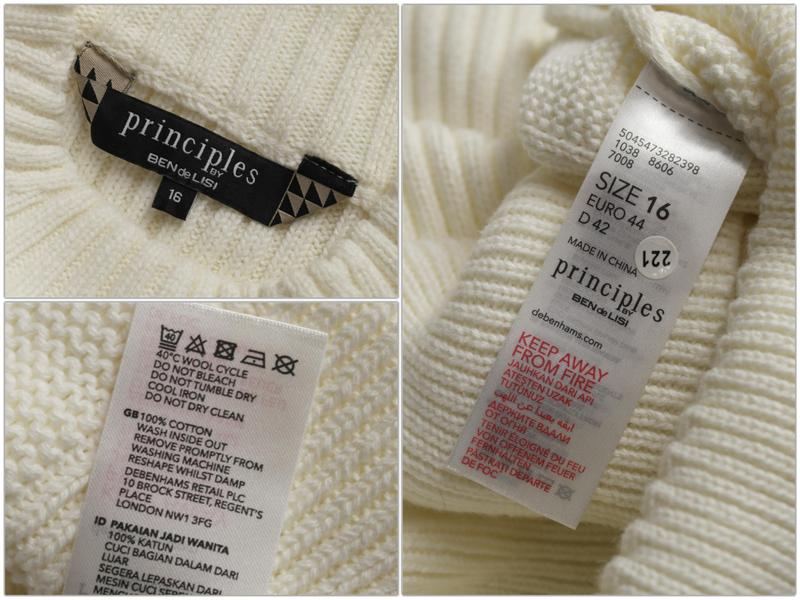 principles
BY
BEN de LISI
16
5045473282398
1038 8606
7008
SIZE 16
EURO 44
D 42
MADE IN CHINA
221
principles
BY
BEN de LISI
debenhams.com
KEEP AWAY
FROM FIRE
JAUHKAN DARI API
ATESTEN UZAK
TUTUNUZ
ДЕРЖИТЕ ВДАЛИ
ОТ ОГНЯ
TENIR ÉLOIGNÉ DU FEU
VON OFFENEM FEUER
FERNHALTEN
PĂSTRAȚI DEPARTE
DE FOC
40
40°C WOOL CYCLE
DO NOT BLEACH
DO NOT TUMBLE DRY
COOL IRON
DO NOT DRY CLEAN
GB 100% COTTON
WASH INSIDE OUT
REMOVE PROMPTLY FROM
WASHING MACHINE
RESHAPE WHILST DAMP
DEBENHAMS RETAIL PLC
10 BROCK STREET, REGENT'S
PLACE
LONDON NW1 3FG
ID PAKAIAN JADI WANITA
100% KATUN
CUCI BAGIAN DALAM DARI
LUAR
SEGERA LEPASKAN DARI
MESIN CUCI